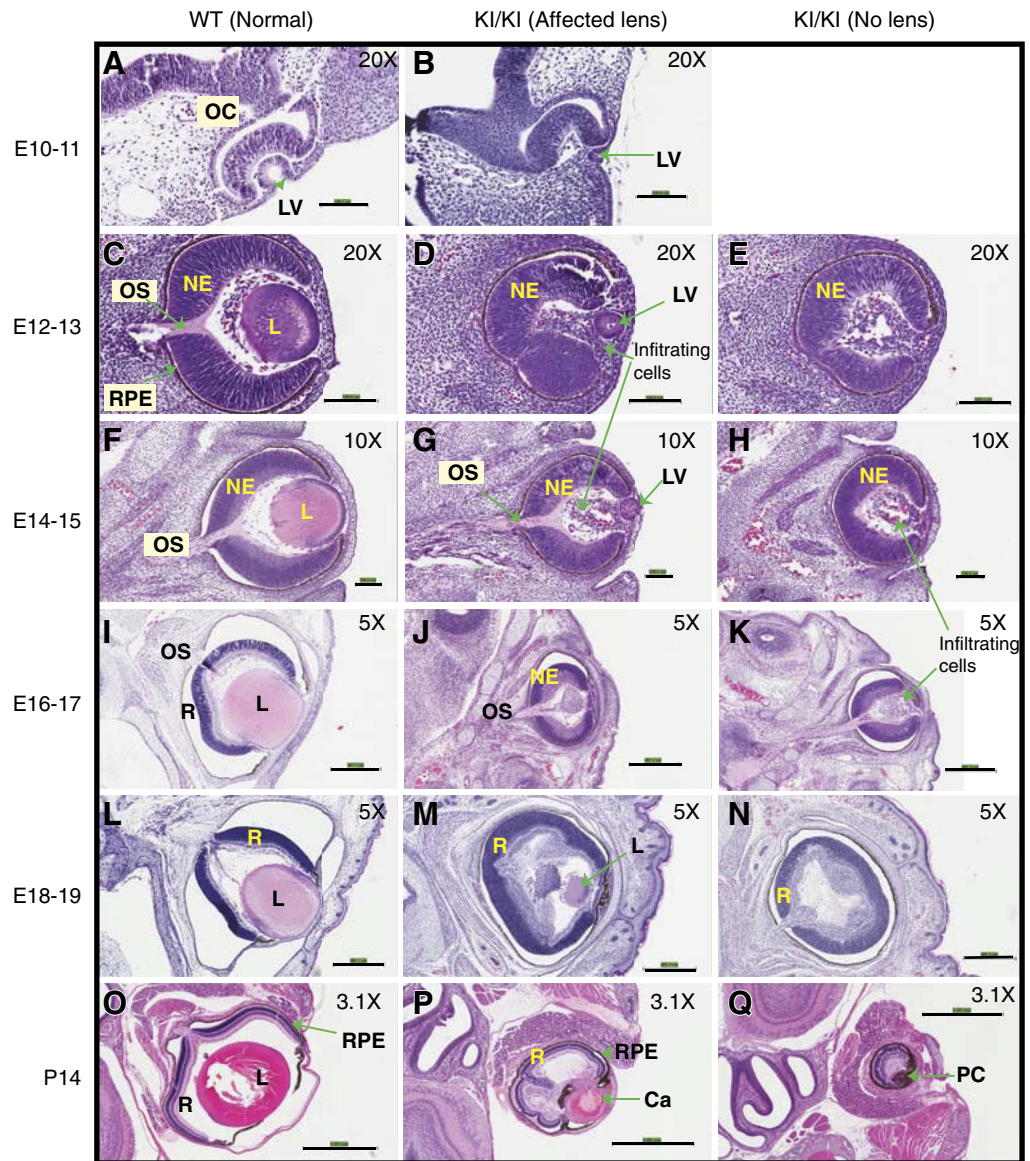 WT (Normal)
KI/KI (Affected lens)
KI/KI (No lens)
E10-11
A
20X
OC
LV
B
20X
LV
E12-13
C
20X
NE
OS
L
RPE
D
20X
NE
LV
Infitrating
cells
E
20X
NE
E14-15
F
10X
NE
L
OS
G
10X
OS
NE
LV
H
10X
NE
E16-17
I
5X
OS
R
L
J
5X
NE
OS
K
5X
Infiltrating
cells
E18-19
L
5X
R
L
M
5X
R
L
N
5X
R
P14
O
3.1X
RPE
L
R
P
3.1X
R
RPE
Ca
Q
3.1X
PC